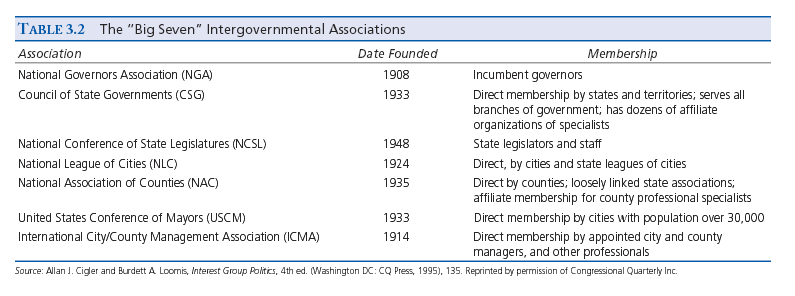 TABLE 3.2 The “Big Seven” Intergovernmental Associations
Association Date Founded Membership
National Governors Association (NGA) 1908 Incumbent governors
Council of State Governments (CSG) 1933 Direct membership by states and territories; serves all
branches of government; has dozens of affiliate
organizations of specialists
National Conference of State Legislatures (NCSL) 1948 State legislators and staff
National League of Cities (NLC) 1924 Direct, by cities and state leagues of cities
National Association of Counties (NAC) 1935 Direct by counties; loosely linked state associations;
affiliate membership for county professional specialists
United States Conference of Mayors (USCM) 1933 Direct membership by cities with population over 30,000
International City/County Management Association (ICMA) 1914 Direct membership by appointed city and county
managers, and other professionals
Source: Allan J. Cigler and Burdett A. Loomis, Interest Group Politics, 4th ed. (Washington DC: CQ Press, 1995), 135. Reprinted by permission of Congressional Quarterly Inc.